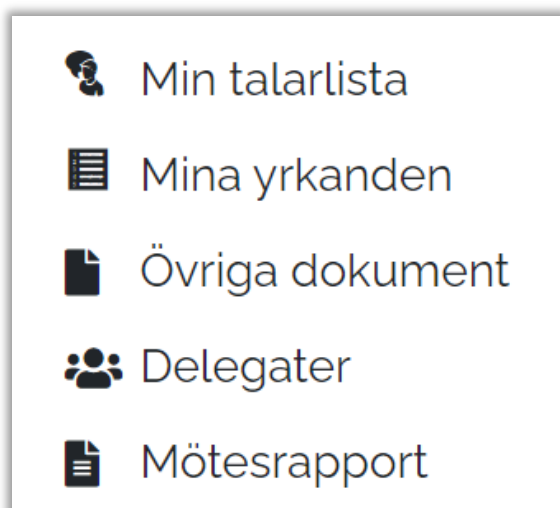 Min talarlista
Mina yrkanden
Övriga dokument
Delegater
Mötesrapport